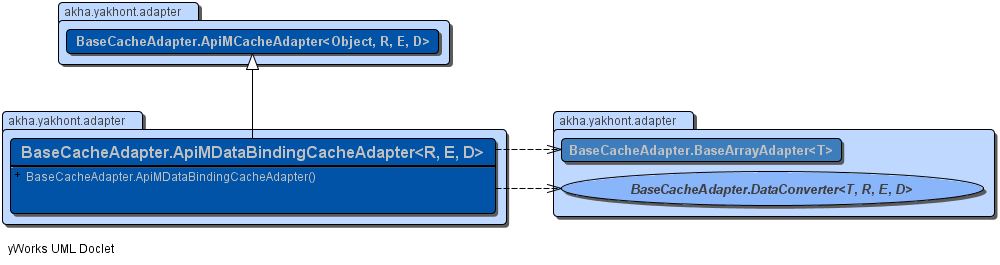 akha.yakhont.adapter
BaseCacheAdapter.ApiMCacheAdapter<Object, R, E, D>
akha.yakhont.adapter
BaseCacheAdapter.ApiMDataBindingCacheAdapter<R, E, D>
+ BaseCacheAdapter.ApiMDataBindingCacheAdapter()
akha.yakhont.adapter
BaseCacheAdapter.BaseArrayAdapter<T>
BaseCacheAdapter.DataConverter<T, R, E, D>
yWorks UML Doclet